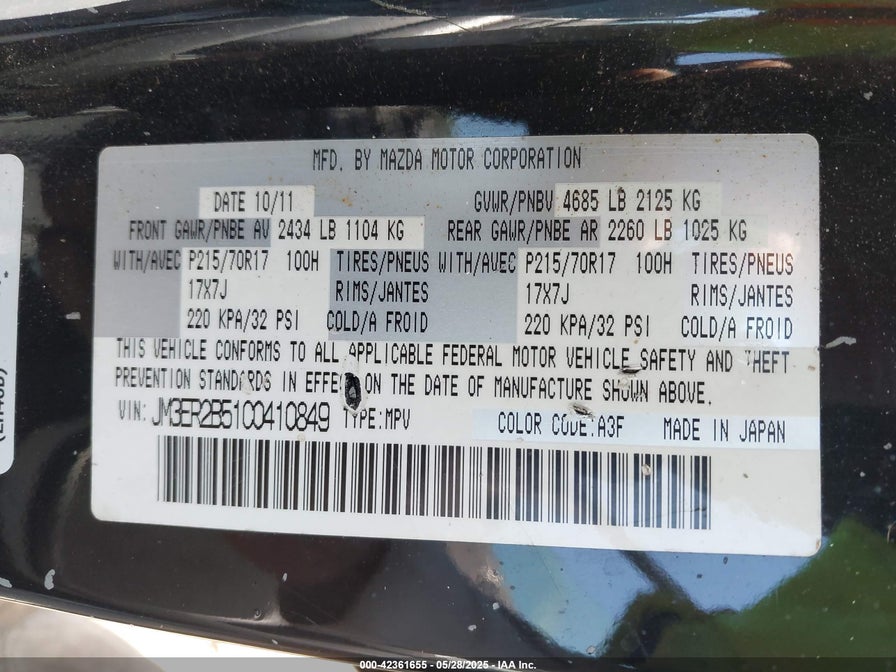 MFD. BY MAZDA MOTOR CORPORATION
DATE 10/11 GVWR/PNBV 4685 LB 2125 KG
FRONT GAWR/PNBE AV 2434 LB 1104 KG REAR GAWR/PNBE AR 2260 LB 1025 KG
WITH/AVEC P215/70R17 100H TIRES/PNEUS WITH/AVEC P215/70R17 100H TIRES/PNEUS
17X7J RIMS/JANTES 17X7J RIMS/JANTES
220 KPA/32 PSI COLD/A FROID 220 KPA/32 PSI COLD/A FROID
THIS VEHICLE CONFORMS TO ALL APPLICABLE FEDERAL MOTOR VEHICLE SAFETY AND THEFT
PREVENTION STANDARDS IN EFFE ON THE DATE OF MANUFACTURE SHOWN ABOVE.
VIN: JM3ER2B51C0410849 TYPE:MPV COLOR CODE:A3F MADE IN JAPAN
000-42361655 - 05/28/2025 - IAA Inc.